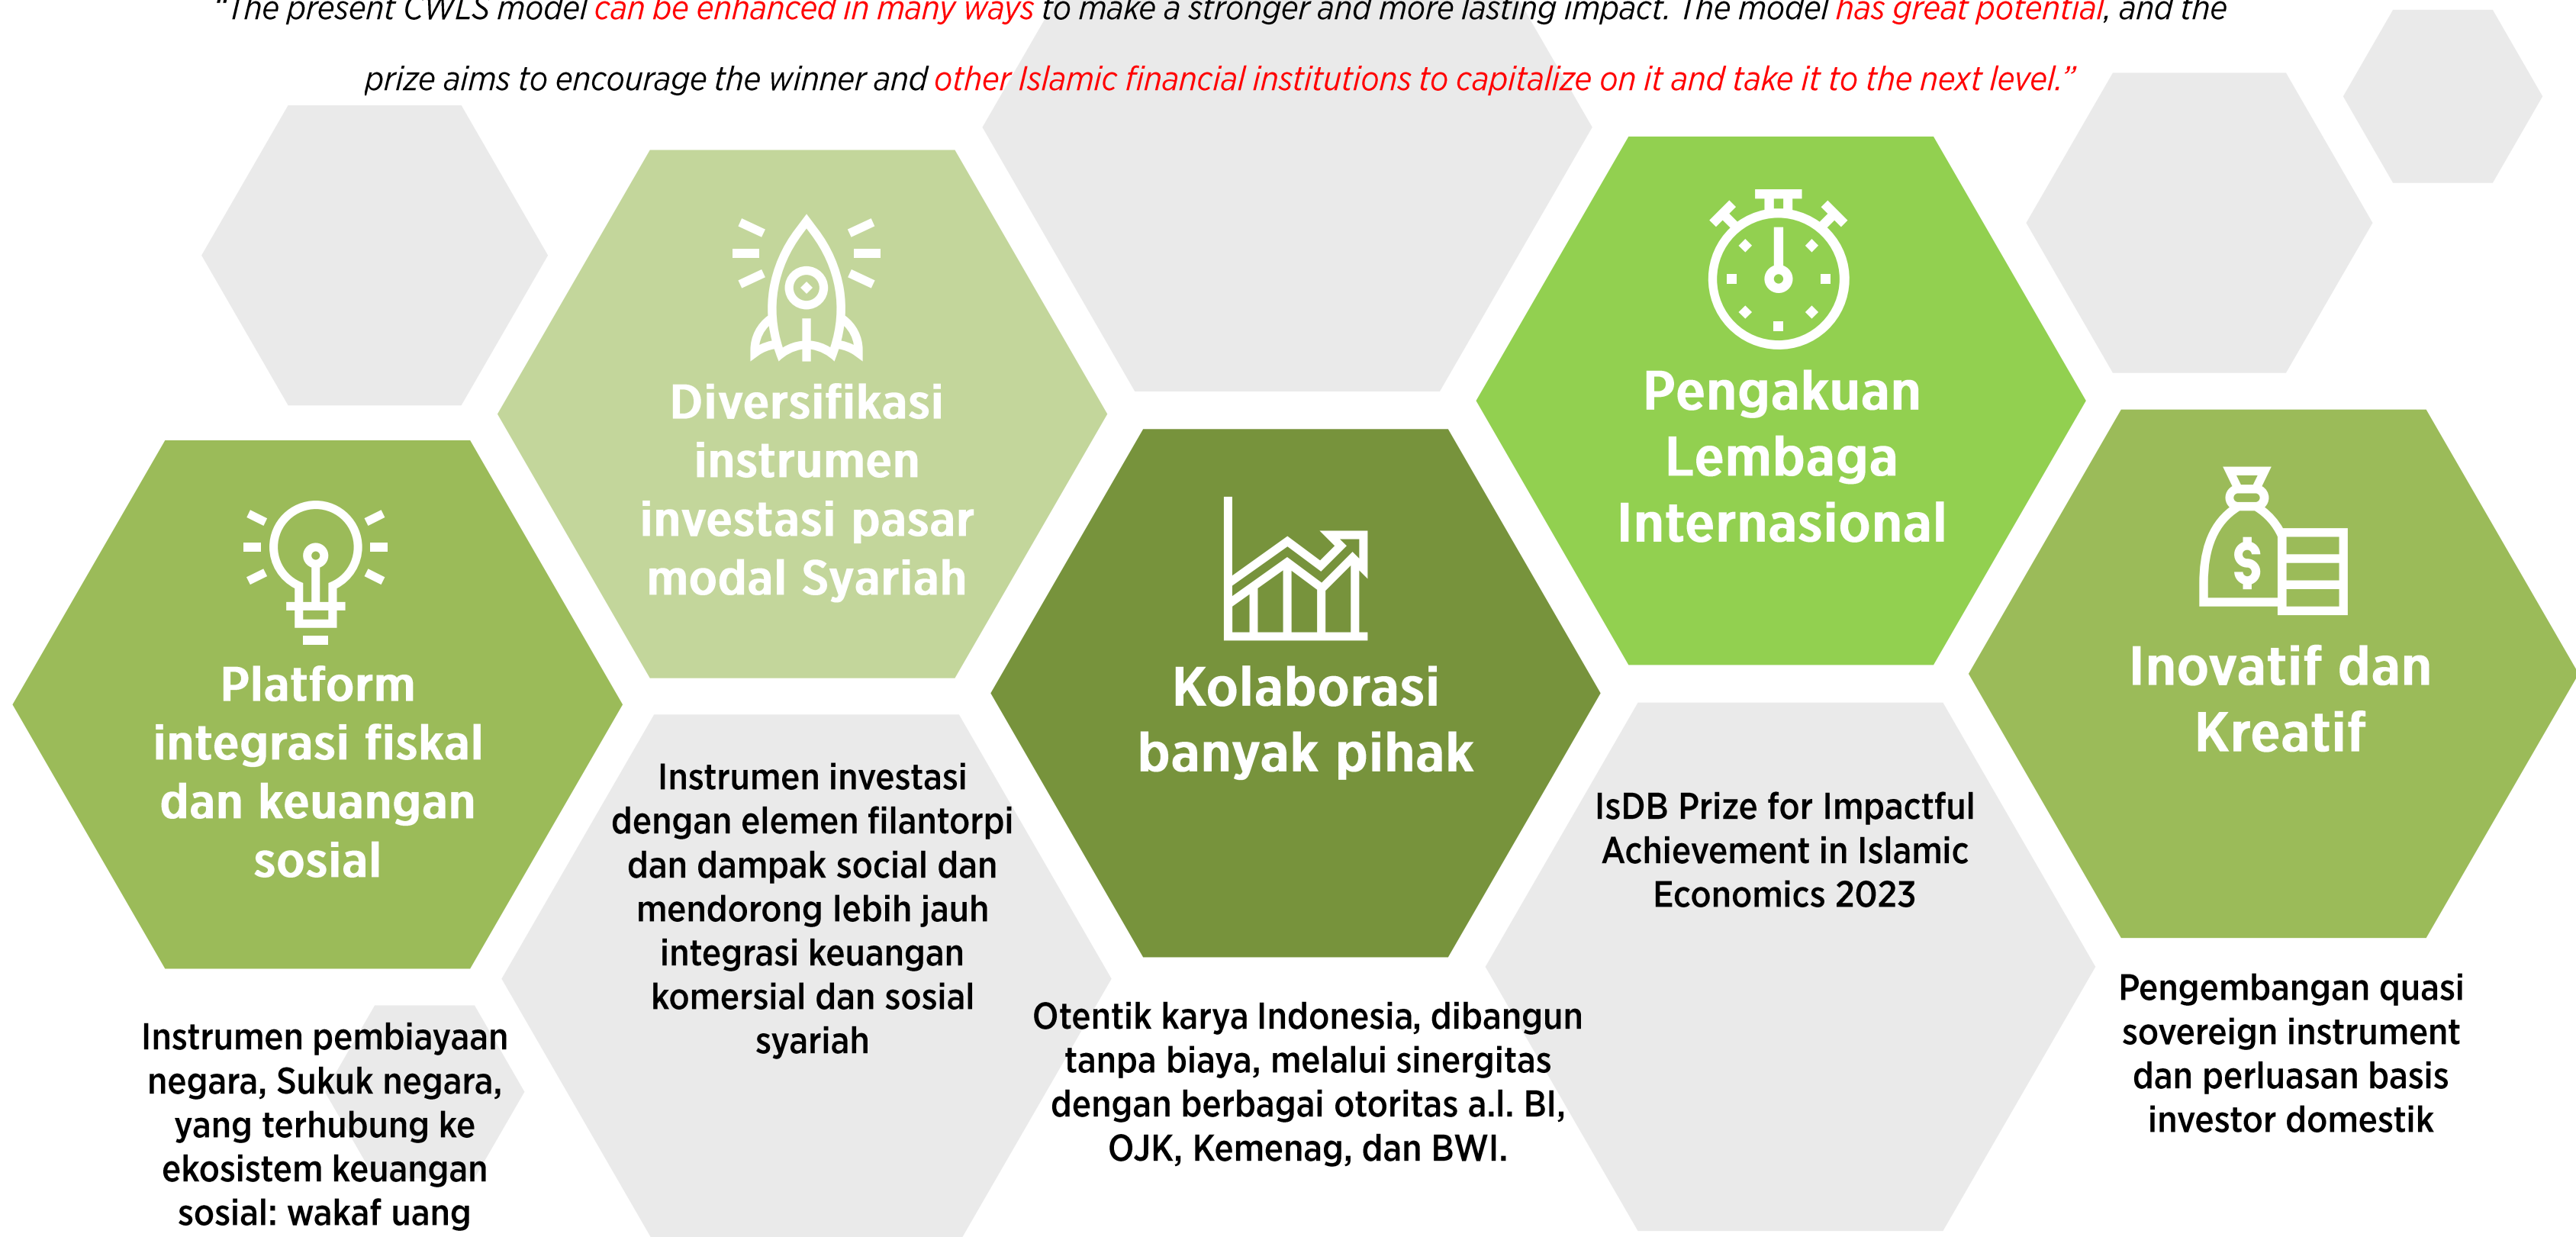 “The present CWLS model can be enhanced in many ways to make a stronger and more lasting impact. The model has great potential, and the
prize aims to encourage the winner and other Islamic financial institutions to capitalize on it and take it to the next level.”
Platform
integrasi fiskal
dan keuangan
sosial
Instrumen pembiayaan
negara, Sukuk negara,
yang terhubung ke
ekosistem keuangan
sosial: wakaf uang
Diversifikasi
instrumen
investasi pasar
modal Syariah
Instrumen investasi
dengan elemen filantorpi
dan dampak social dan
mendorong lebih jauh
integrasi keuangan
komersial dan sosial
syariah
Kolaborasi
banyak pihak
Otentik karya Indonesia, dibangun
tanpa biaya, melalui sinergitas
dengan berbagai otoritas a.l. BI,
OJK, Kemenag, dan BWI.
Pengakuan
Lembaga
Internasional
IsDB Prize for Impactful
Achievement in Islamic
Economics 2023
Inovatif dan
Kreatif
Pengembangan quasi
sovereign instrument
dan perluasan basis
investor domestik